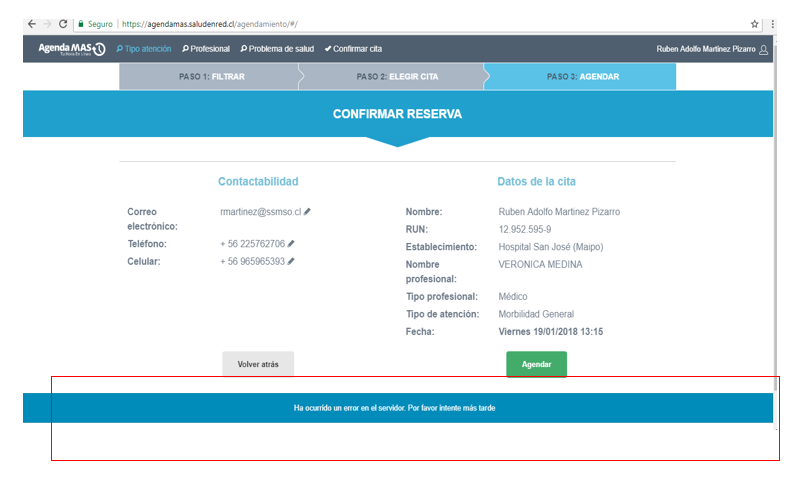 Seguro | https://agendamas.saludenred.cl/agendamiento/#/
Agenda MAS Tipo atención Profesional Problema de salud Confirmar cita Ruben Adolfo Martinez Pizarro
PASO 1: FILTRAR PASO 2: ELEGIR CITA PASO 3: AGENDAR
CONFIRMAR RESERVA
Contactabilidad
Correo electrónico: rmartinez@ssmso.cl
Teléfono: + 56 225762706
Celular: + 56 965965393
Datos de la cita
Nombre: Ruben Adolfo Martinez Pizarro
RUN: 12.952.595-9
Establecimiento: Hospital San José (Maipo)
Nombre profesional: VERONICA MEDINA
Tipo profesional: Médico
Tipo de atención: Morbilidad General
Fecha: Viernes 19/01/2018 13:15
Volver atrás Agendar
Ha ocurrido un error en el servidor. Por favor intente más tarde